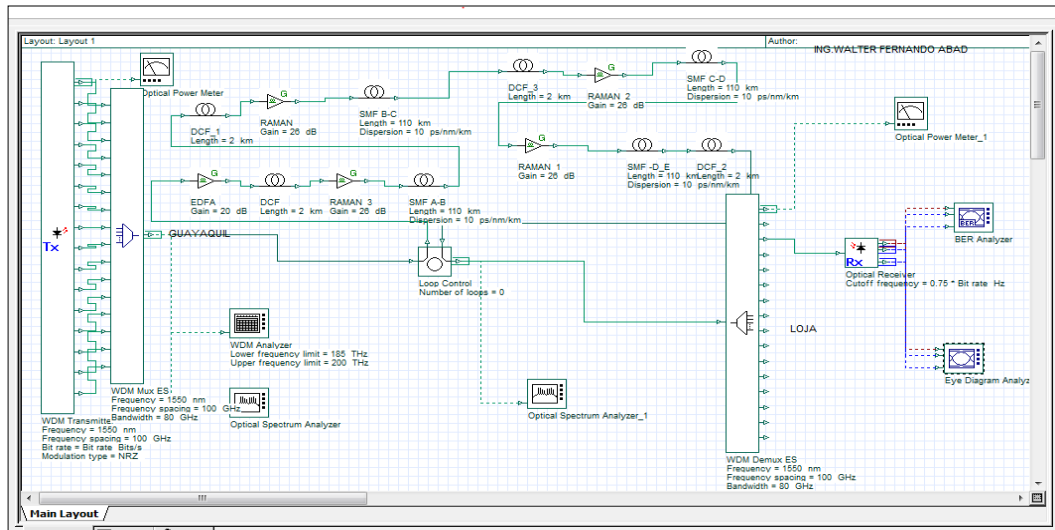 Layout: Layout 1
Author:
ING.WALTER FERNANDO ABAD
Optical Power Meter
DCF_1
Length = 2 km
G
RAMAN
Gain = 26 dB
SMF B-C
Length = 110 km
Dispersion = 10 ps/nm/km
DCF_3
Length = 2 km
G
RAMAN 2
Gain = 26 dB
SMF C-D
Length = 110 km
Dispersion = 10 ps/nm/km
Optical Power Meter_1
G
RAMAN 1
Gain = 26 dB
SMF -D_E
Length = 110 km
Dispersion = 10 ps/nm/km
DCF_2
Length = 2 km
G
EDFA
Gain = 20 dB
DCF
Length = 2 km
G
RAMAN 3
Gain = 26 dB
SMF A-B
Length = 110 km
Dispersion = 10 ps/nm/km
Tx
GUAYAQUIL
Loop Control
Number of loops = 0
Rx
Optical Receiver
Cutoff frequency = 0.75 * Bit rate Hz
BER
BER Analyzer
LOJA
Eye Diagram Analyz
WDM Analyzer
Lower frequency limit = 185 THz
Upper frequency limit = 200 THz
Optical Spectrum Analyzer
Optical Spectrum Analyzer_1
WDM Mux ES
Frequency = 1550 nm
Frequency spacing = 100 GHz
Bandwidth = 80 GHz
WDM Transmitte
Frequency = 1550 nm
Frequency spacing = 100 GHz
Bit rate = Bit rate Bits/s
Modulation type = NRZ
WDM Demux ES
Frequency = 1550 nm
Frequency spacing = 100 GHz
Bandwidth = 80 GHz
Main Layout